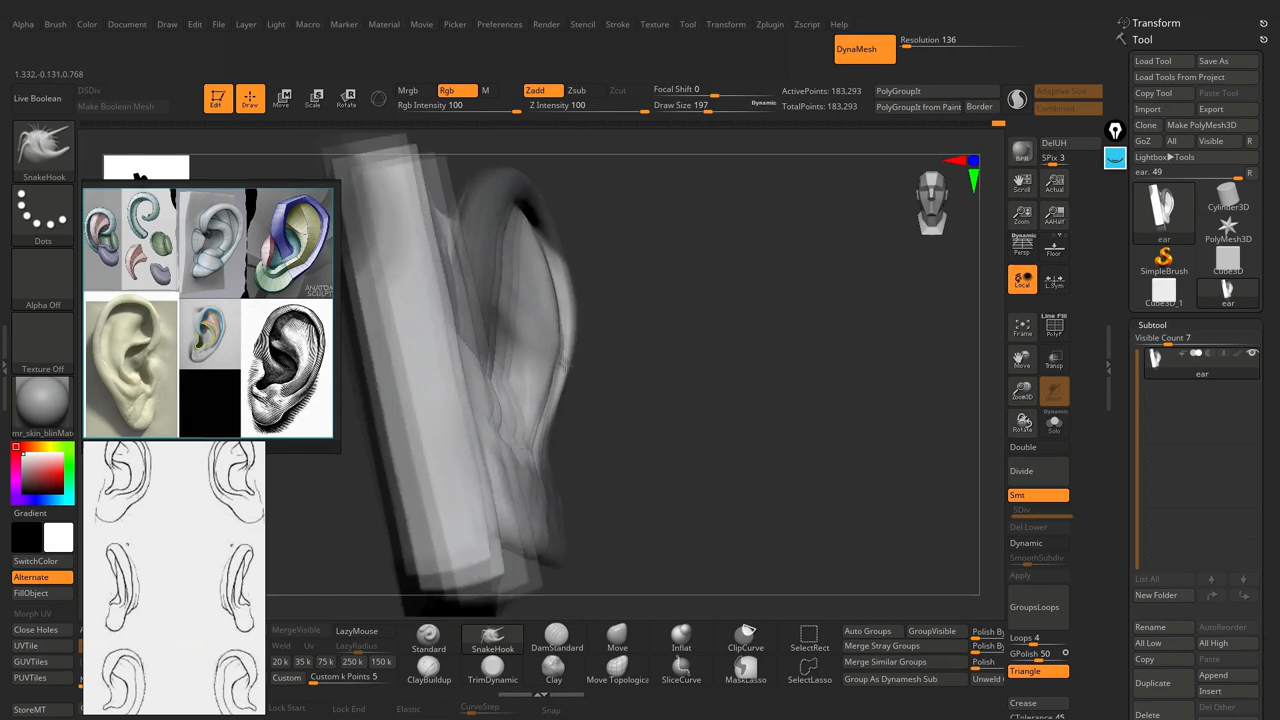 Alpha Brush Color Document Draw Edit File Layer Light Macro Marker Material Movie Picker Preferences Render Stencil Stroke Texture Tool Transform Zplugin Zscript Help
Transform
Tool
DynaMesh
Resolution 136
1.332,-0.131,0.768
Live Boolean
DSDiv
Make Boolean Mesh
Edit
Draw
Move
Scale
Rotate
Mrgb
Rgb
M
Rgb Intensity 100
Zadd
Zsub
Zcut
Z Intensity 100
Focal Shift 0
Draw Size 197
Dynamic
ActivePoints: 183,293
TotalPoints: 183,293
PolyGroupIt
PolyGroupIt from Paint
Border
Adaptive Size
Combined
Load Tool
Save As
Load Tools From Project
Copy Tool
Paste Tool
Import
Export
Clone
Make PolyMesh3D
GoZ
All
Visible
R
Lightbox▶Tools
ear. 49
R
ear
Cylinder3D
PolyMesh3D
SimpleBrush
Cube3D
Cube3D_1
ear
Subtool
Visible Count 7
ear
List All
New Folder
Rename
AutoReorder
All Low
All High
Copy
Paste
Duplicate
Append
Insert
Delete
Del Other
SnakeHook
Dots
Alpha Off
Texture Off
mr_skin_blinMat
Gradient
SwitchColor
Alternate
FillObject
Morph UV
Close Holes
UVTile
GUVTiles
PUVTiles
StoreMT
BPR
DelUH
SPix 3
Scroll
Actual
Zoom
AAHalf
Dynamic
Persp
Floor
Local
L.Sym
Frame
Line Fill
PolyF
Move
Transp
Zoom3D
Rotate
Dynamic
Solo
Double
Divide
Smt
SDiv
Del Lower
Dynamic
SmoothSubdiv
Apply
GroupsLoops
Loops 4
GPolish 50
Triangle
Crease
CTolerance 45
MergeVisible
Weld
Uv
20 k
35 k
75 k
250 k
150 k
Custom
Custom k Points 5
Lock Start
Lock End
LazyMouse
LazyRadius
Elastic
CurveStep
Snap
Standard
SnakeHook
DamStandard
Move
Inflat
ClipCurve
SelectRect
ClayBuildup
TrimDynamic
Clay
Move Topologica
SliceCurve
MaskLasso
SelectLasso
Auto Groups
GroupVisible
Merge Stray Groups
Merge Similar Groups
Group As Dynamesh Sub
Polish By
Polish By
Polish
Unweld